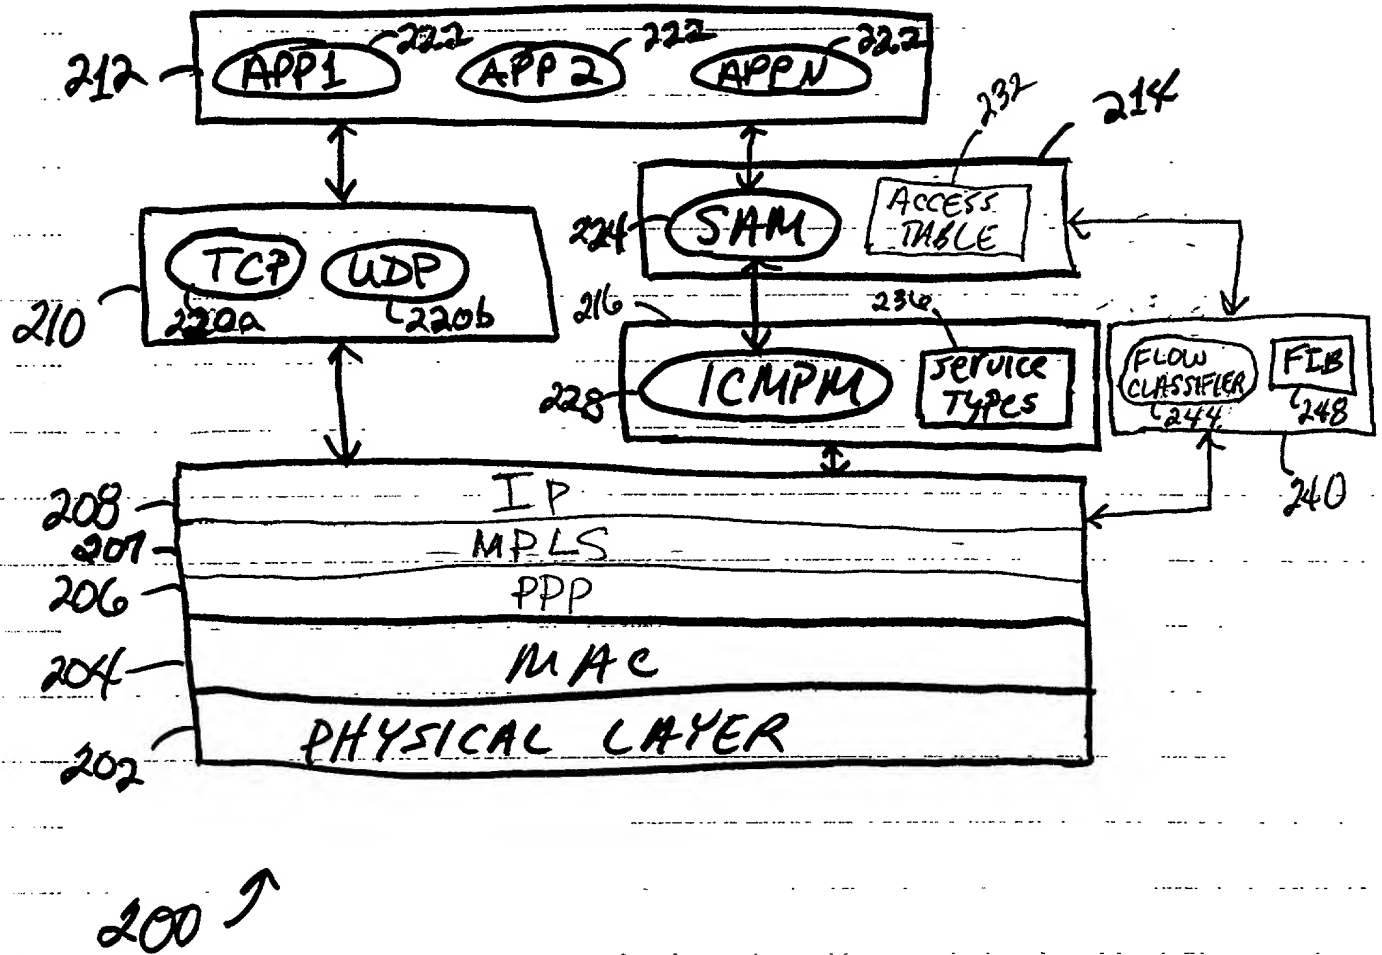 222
222
222
212
APP1
APP 2
APP N
232
214
ACCESS
TABLE
224
SAM
TCP
UDP
210
220a
220b
216
236
FLOW
CLASSIFIER
FIB
228
ICMPM
SERVICE
TYPES
244
248
240
208
IP
207
MPLS
206
PPP
204
MAC
202
PHYSICAL LAYER
200